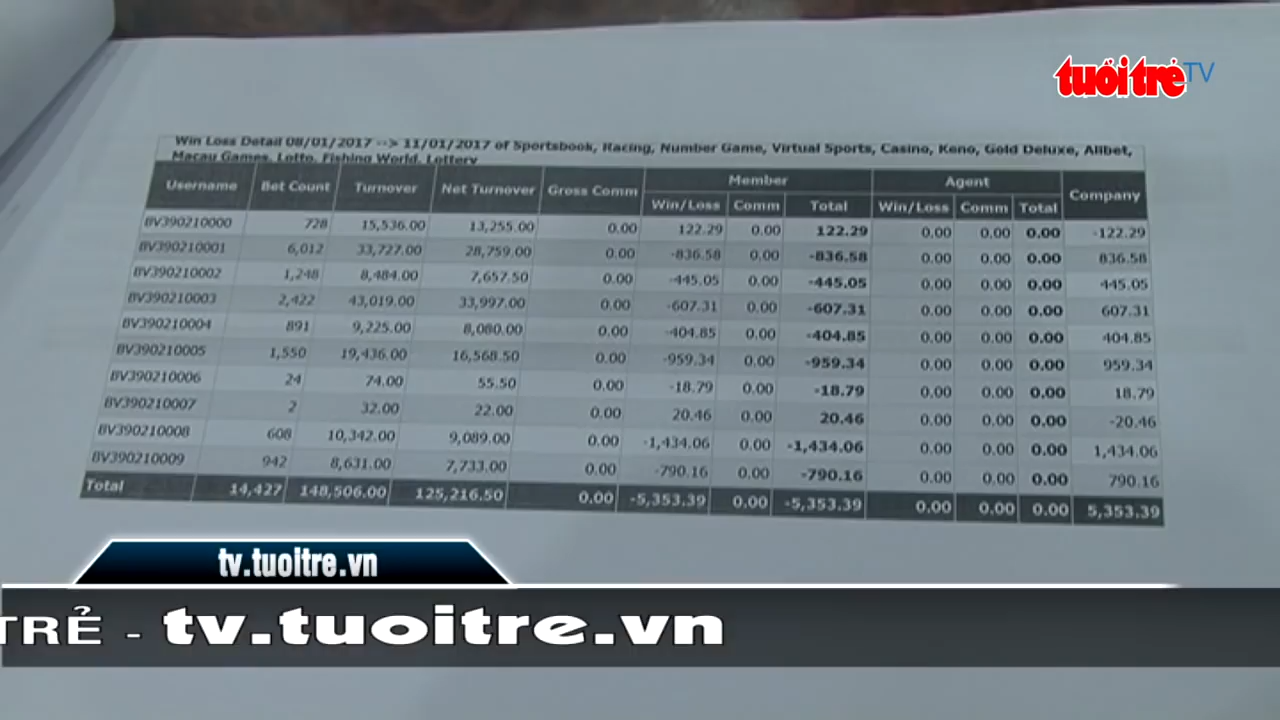 tuổi trẻ TV
Win Loss Detail 08/01/2017 --> 11/01/2017 of Sportsbook, Racing, Number Game, Virtual Sports, Casino, Keno, Gold Deluxe, Allbet,
Macau Games, Lotto, Fishing World, Lottery
Username Bet Count Turnover Net Turnover Gross Comm Member Agent Company
Win/Loss Comm Total Win/Loss Comm Total
BV390210000 728 15,536.00 13,255.00 0.00 122.29 0.00 122.29 0.00 0.00 0.00 -122.29
BV390210001 6,012 33,727.00 28,759.00 0.00 -836.58 0.00 -836.58 0.00 0.00 0.00 836.58
BV390210002 1,248 8,484.00 7,657.50 0.00 -445.05 0.00 -445.05 0.00 0.00 0.00 445.05
BV390210003 2,422 43,019.00 33,997.00 0.00 -607.31 0.00 -607.31 0.00 0.00 0.00 607.31
BV390210004 891 9,225.00 8,080.00 0.00 -404.85 0.00 -404.85 0.00 0.00 0.00 404.85
BV390210005 1,550 19,436.00 16,568.50 0.00 -959.34 0.00 -959.34 0.00 0.00 0.00 959.34
BV390210006 24 74.00 55.50 0.00 -18.79 0.00 -18.79 0.00 0.00 0.00 18.79
BV390210007 2 32.00 22.00 0.00 20.46 0.00 20.46 0.00 0.00 0.00 -20.46
BV390210008 608 10,342.00 9,089.00 0.00 -1,434.06 0.00 -1,434.06 0.00 0.00 0.00 1,434.06
BV390210009 942 8,631.00 7,733.00 0.00 -790.16 0.00 -790.16 0.00 0.00 0.00 790.16
Total 14,427 148,506.00 125,216.50 0.00 -5,353.39 0.00 -5,353.39 0.00 0.00 0.00 5,353.39
tv.tuoitre.vn
TRẺ - tv.tuoitre.vn